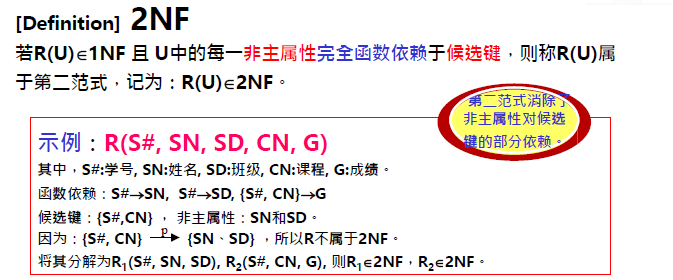 [Definition] 2NF
若R(U)∈1NF 且 U中的每一非主属性完全函数依赖于候选键，则称R(U)属
于第二范式，记为：R(U)∈2NF。
第二范式消除了
非主属性对候选
键的部分依赖。
示例：R(S#, SN, SD, CN, G)
其中，S#:学号, SN:姓名, SD:班级, CN:课程, G:成绩。
函数依赖：S#→SN, S#→SD, {S#, CN}→G
候选键：{S#,CN} ，非主属性：SN和SD。
因为：{S#, CN} p→ {SN、SD} ，所以R不属于2NF。
将其分解为R₁(S#, SN, SD), R₂(S#, CN, G), 则R₁∈2NF，R₂∈2NF。